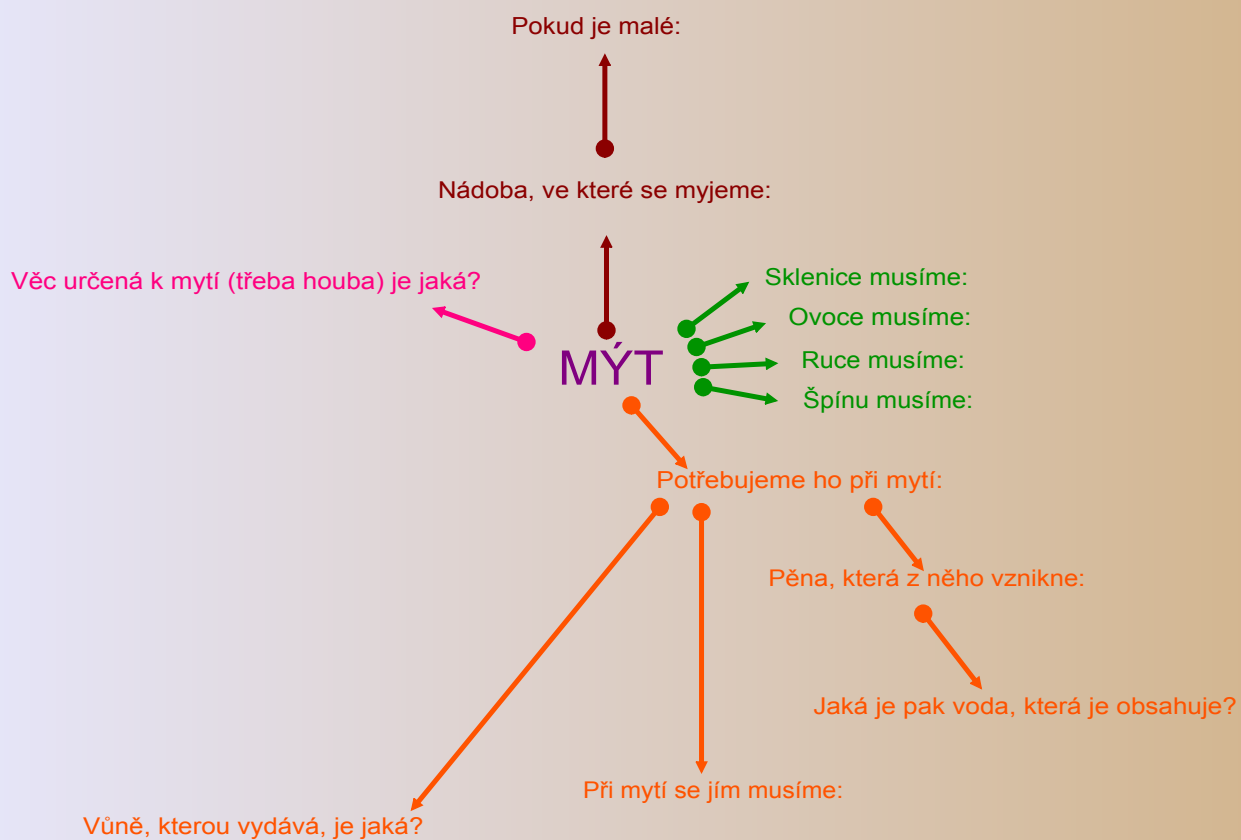 Pokud je malé:
Nádoba, ve které se myjeme:
Věc určená k mytí (třeba houba) je jaká?
Sklenice musíme:
Ovoce musíme:
Ruce musíme:
Špínu musíme:
MÝT
Potřebujeme ho při mytí:
Pěna, která z něho vznikne:
Jaká je pak voda, která je obsahuje?
Při mytí se jím musíme:
Vůně, kterou vydává, je jaká?